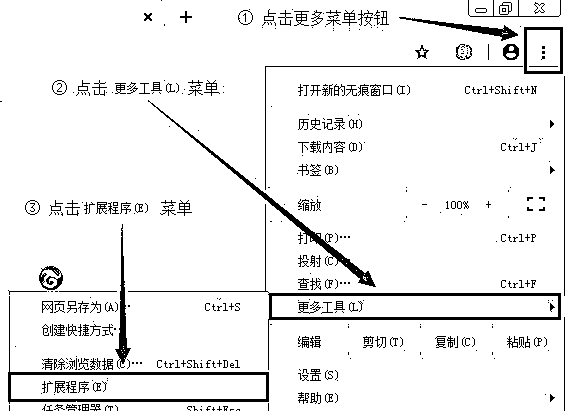 ① 点击更多菜单按钮
② 点击 更多工具(L) 菜单
③ 点击 扩展程序(E) 菜单
打开新的无痕窗口(I) Ctrl+Shift+N
历史记录(H)
下载内容(D) Ctrl+J
书签(B)
缩放 - 100% +
打印(P)… Ctrl+P
投射(C)…
查找(F)… Ctrl+F
更多工具(L)
编辑 剪切(T) 复制(C) 粘贴(P)
设置(S)
帮助(E)
网页另存为(A)… Ctrl+S
创建快捷方式…
清除浏览数据(C)… Ctrl+Shift+Del
扩展程序(E)
任务管理器(T) Shift+Esc